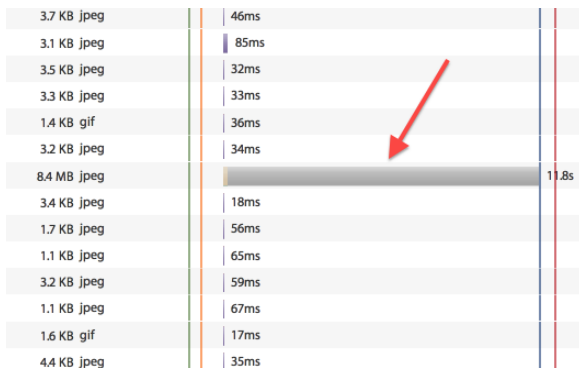 3.7 KB jpeg 46ms
3.1 KB jpeg 85ms
3.5 KB jpeg 32ms
3.3 KB jpeg 33ms
1.4 KB gif 36ms
3.2 KB jpeg 34ms
8.4 MB jpeg 11.8s
3.4 KB jpeg 18ms
1.7 KB jpeg 56ms
1.1 KB jpeg 65ms
3.2 KB jpeg 59ms
1.1 KB jpeg 67ms
1.6 KB gif 17ms
4.4 KB jpeg 35ms